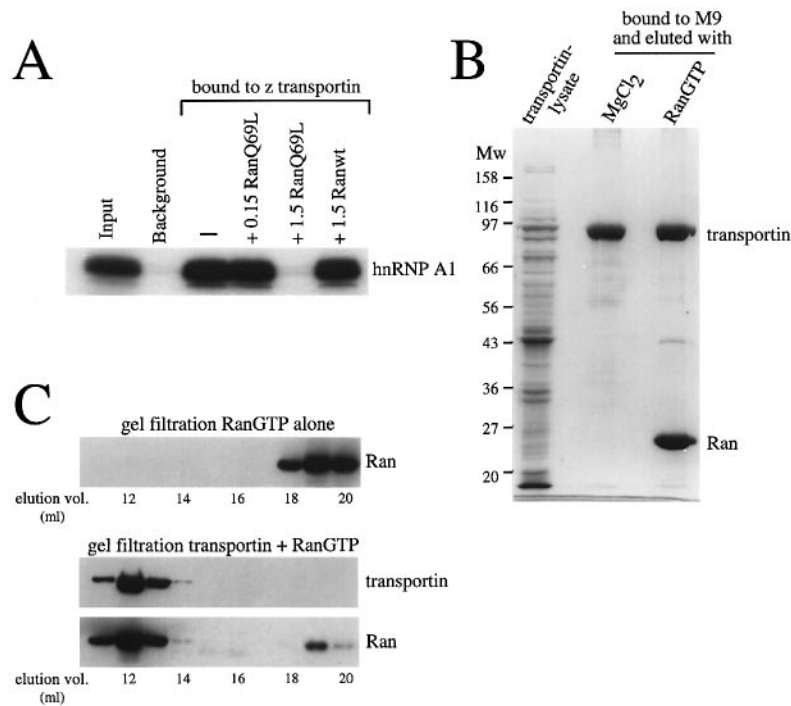 A
bound to z transportin
Input
Background
–
+ 0.15 RanQ69L
+ 1.5 RanQ69L
+ 1.5 Ranwt
hnRNP A1
B
bound to M9
and eluted with
transportin-
lysate
MgCl2
RanGTP
Mw
158
116
97
66
56
43
36
27
20
transportin
Ran
C
gel filtration RanGTP alone
Ran
elution vol. 12 14 16 18 20
(ml)
gel filtration transportin + RanGTP
transportin
Ran
elution vol. 12 14 16 18 20
(ml)